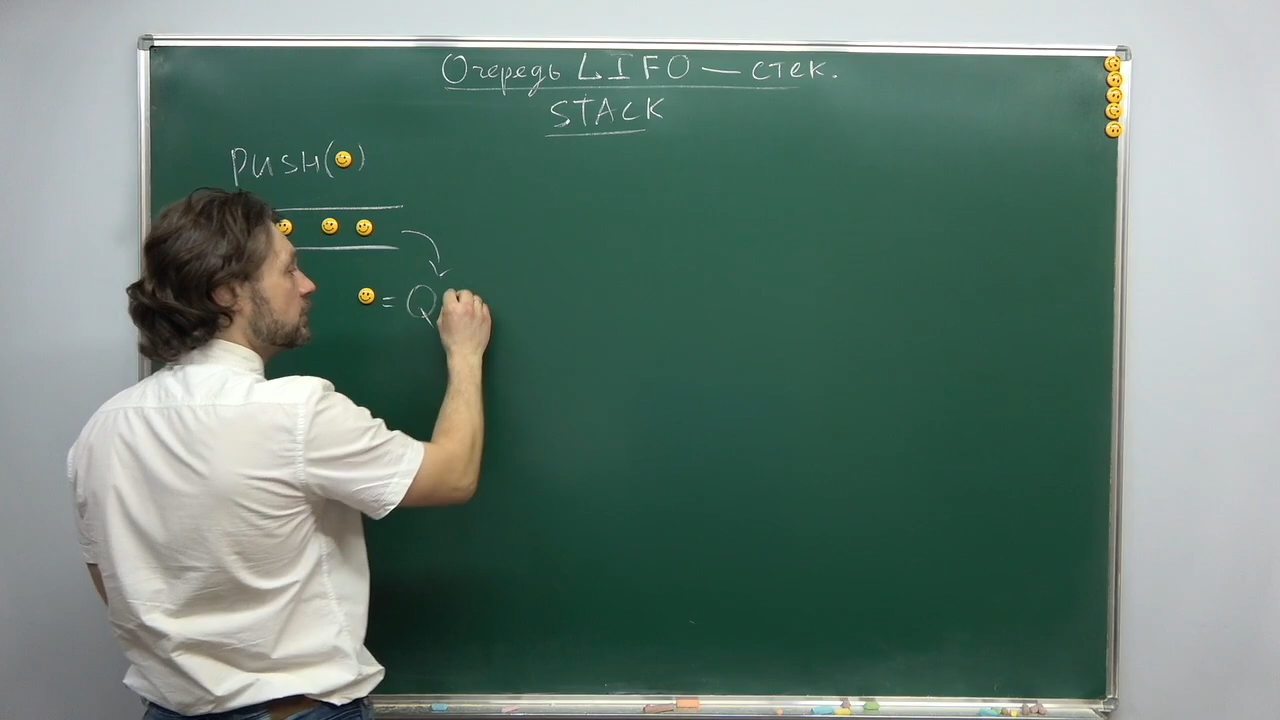 Очередь LIFO — стек.
STACK
PUSH( )
= Q